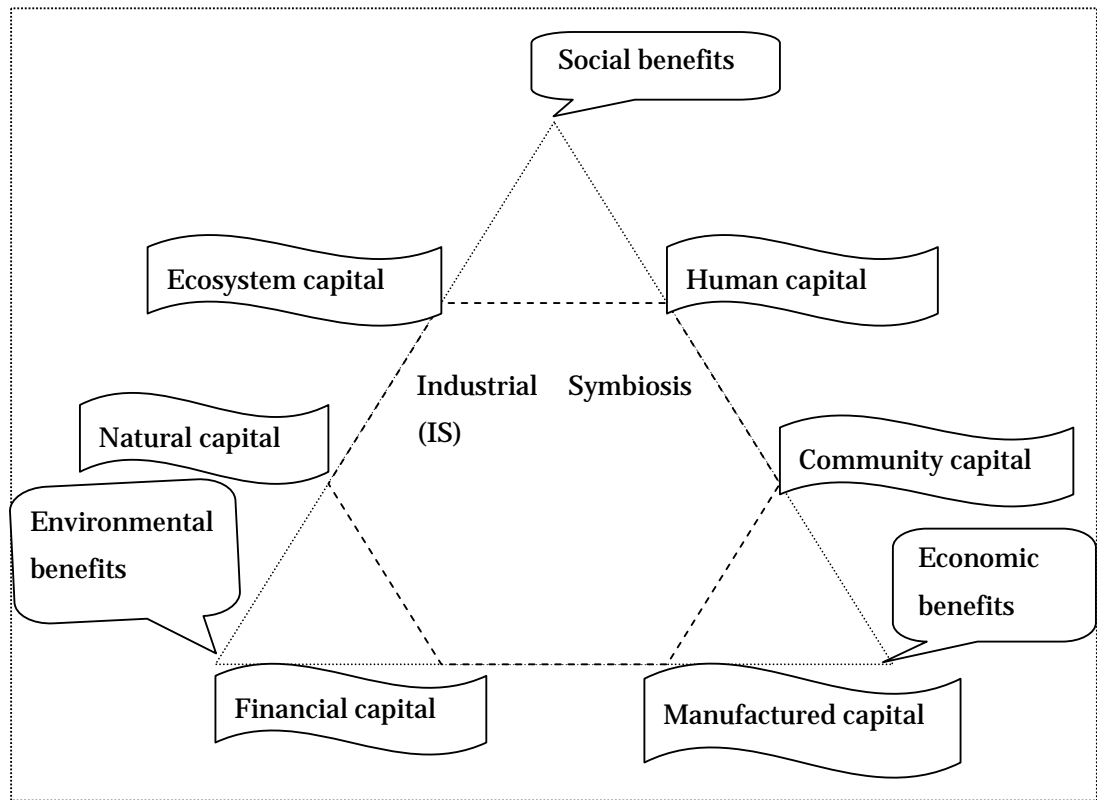 Social benefits
Ecosystem capital
Human capital
Industrial Symbiosis
(IS)
Natural capital
Community capital
Environmental
benefits
Economic
benefits
Financial capital
Manufactured capital